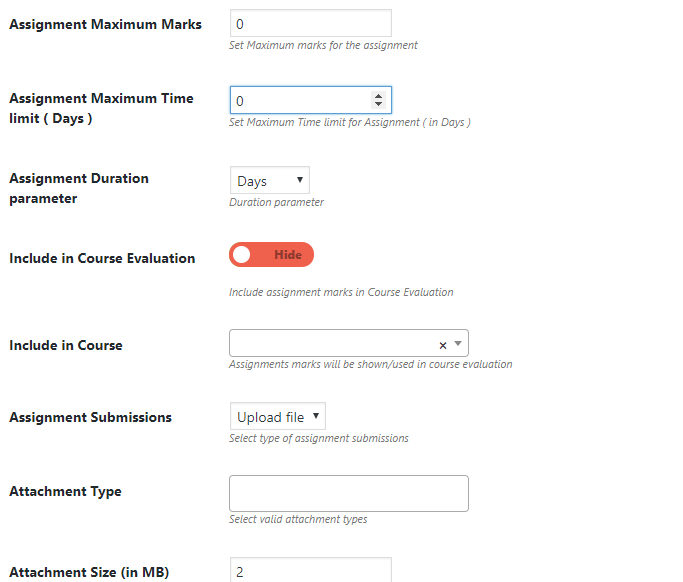 Assignment Maximum Marks
0
Set Maximum marks for the assignment
Assignment Maximum Time
limit ( Days )
0
Set Maximum Time limit for Assignment ( in Days )
Assignment Duration
parameter
Days
Duration parameter
Include in Course Evaluation
Hide
Include assignment marks in Course Evaluation
Include in Course
×
Assignments marks will be shown/used in course evaluation
Assignment Submissions
Upload file
Select type of assignment submissions
Attachment Type
Select valid attachment types
Attachment Size (in MB)
2